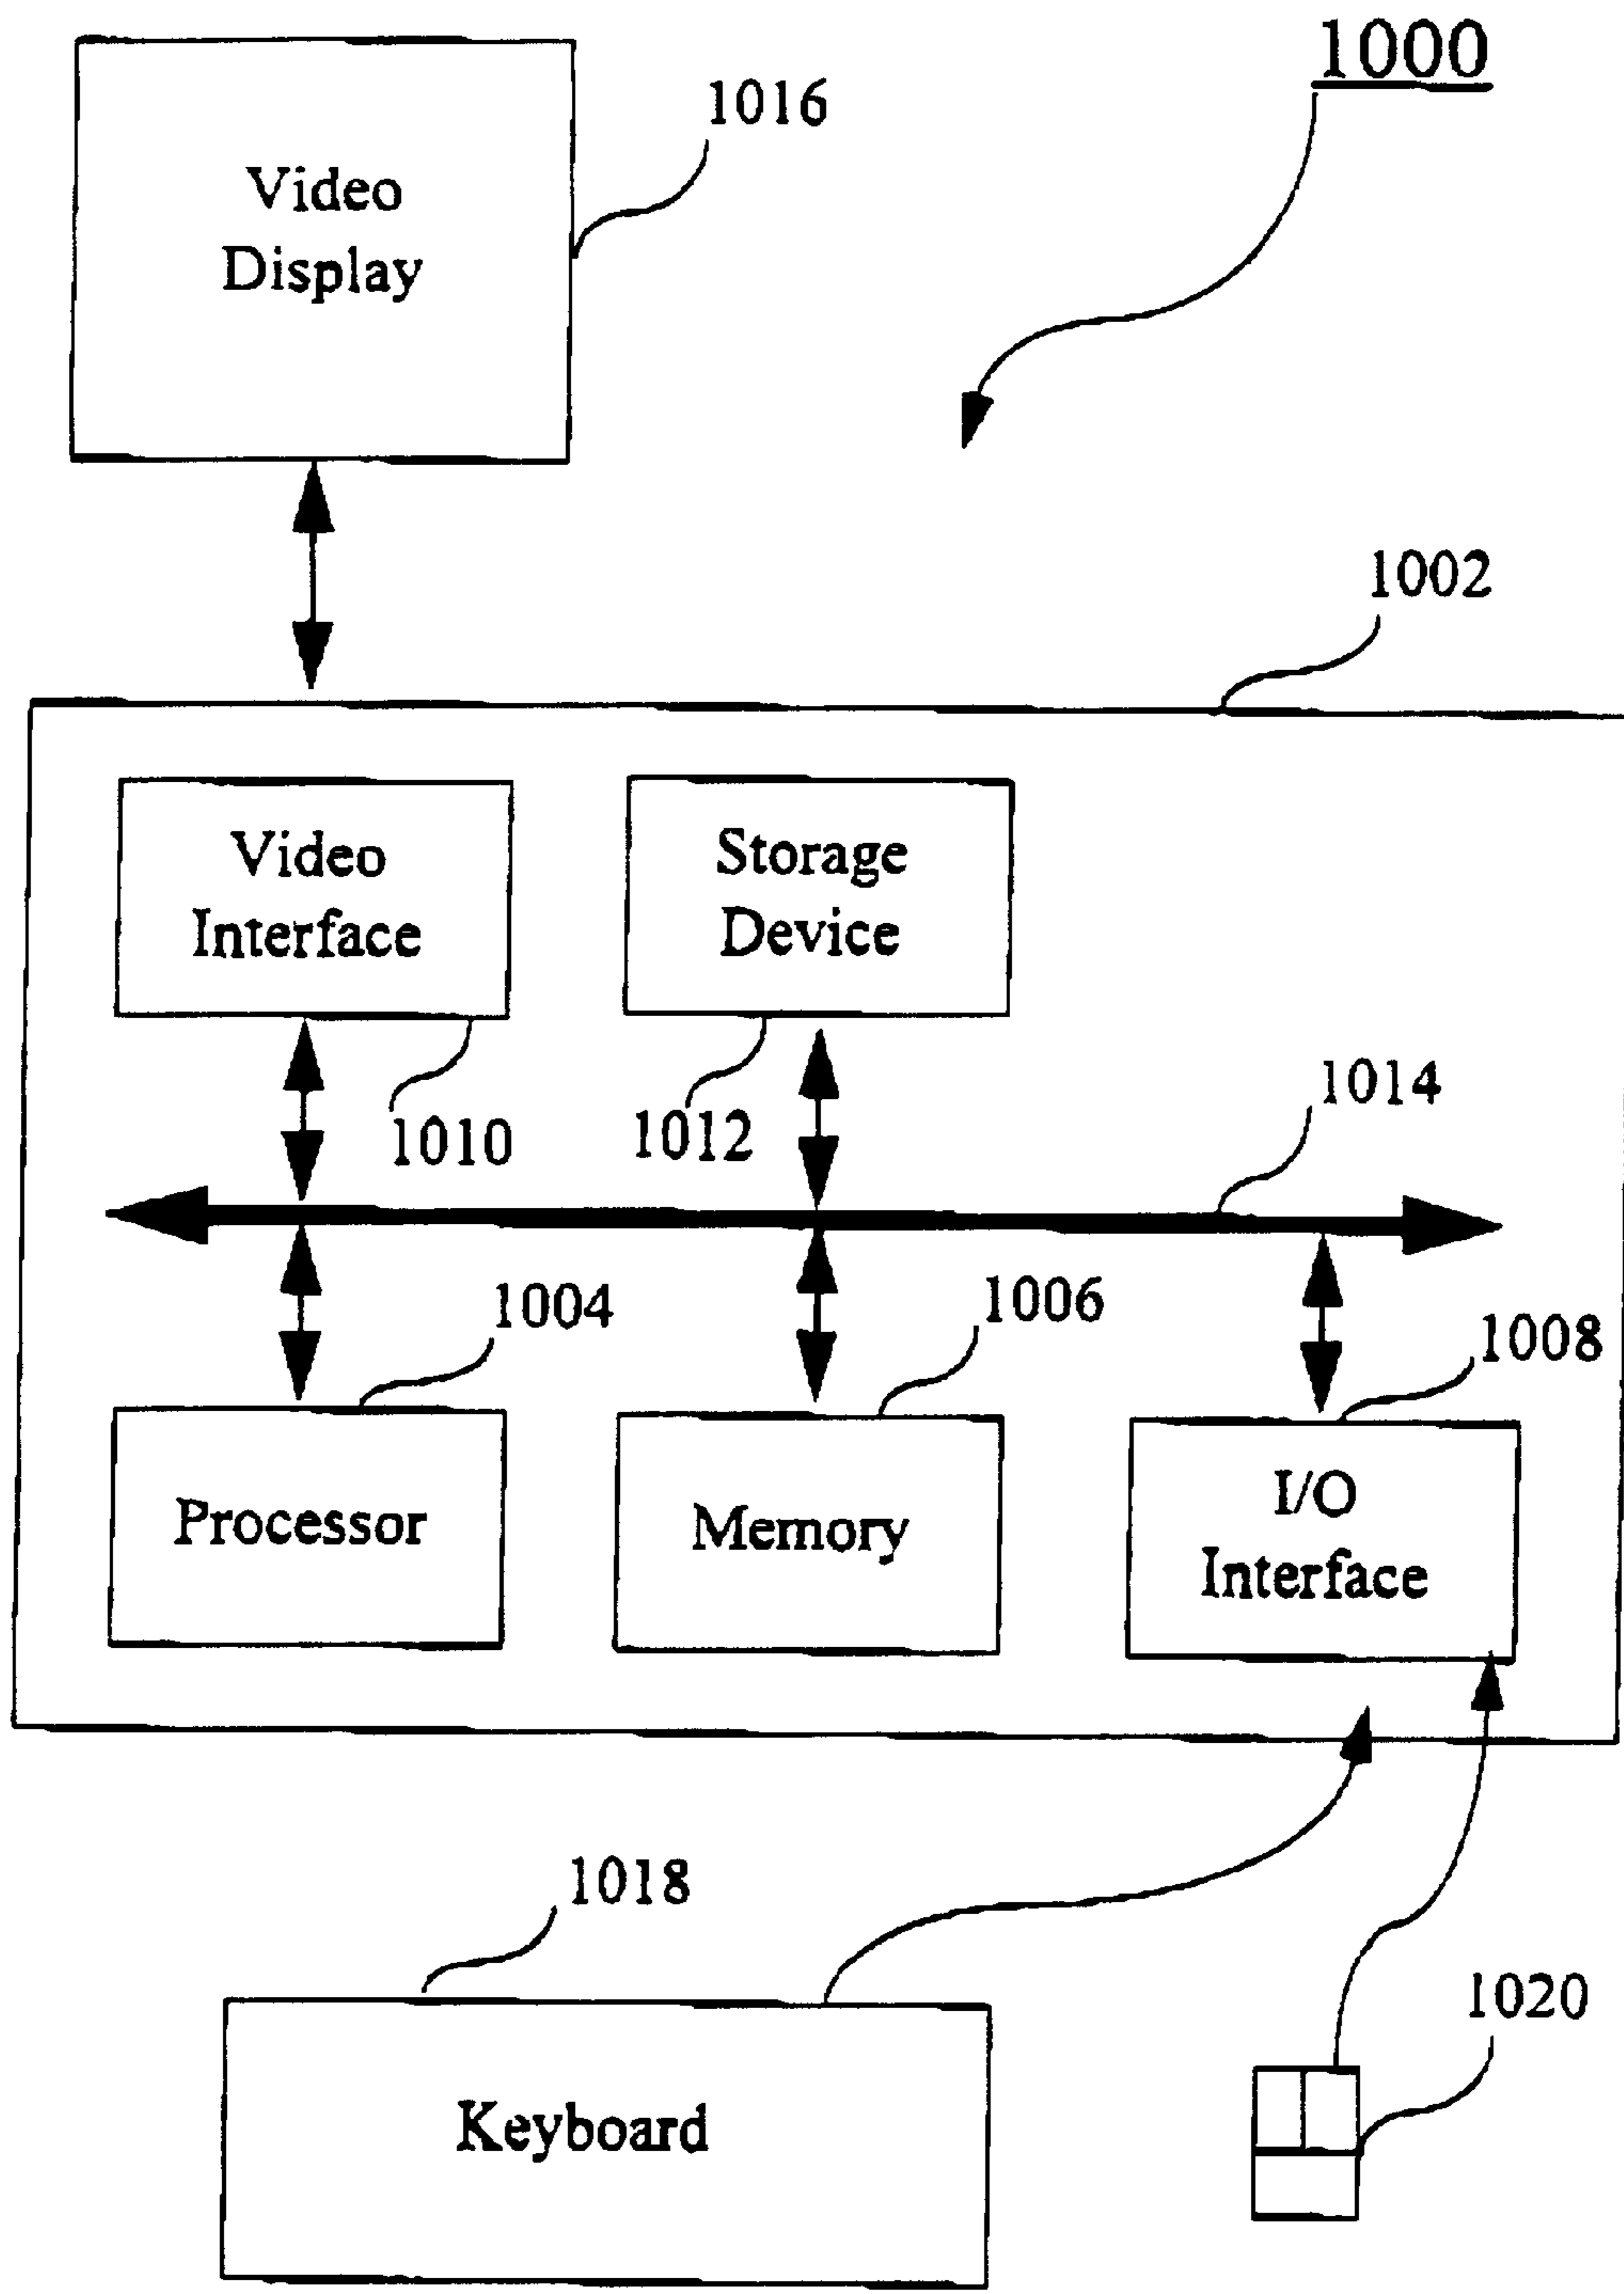 1000
1016
Video
Display
1002
Video
Interface
Storage
Device
1010
1012
1014
1004
1006
1008
Processor
Memory
I/O
Interface
1018
Keyboard
1020